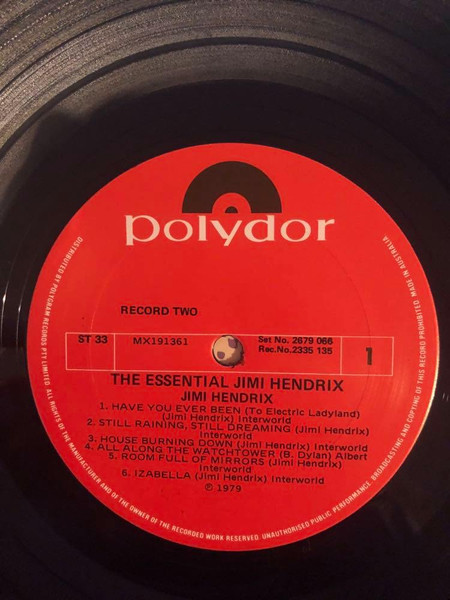 polydor
RECORD TWO
ST 33
MX191361
Set No. 2679 066
Rec. No. 2335 135
1
THE ESSENTIAL JIMI HENDRIX
JIMI HENDRIX
1. HAVE YOU EVER BEEN (To Electric Ladyland)
(Jimi Hendrix) Interworld
2. STILL RAINING, STILL DREAMING (Jimi Hendrix)
Interworld
3. HOUSE BURNING DOWN (Jimi Hendrix) Interworld
4. ALL ALONG THE WATCHTOWER (B. Dylan) Albert
5. ROOM FULL OF MIRRORS (Jimi Hendrix)
Interworld
6. IZABELLA (Jimi Hendrix) Interworld
℗ 1979
DISTRIBUTED BY POLYGRAM RECORDS PTY. LIMITED ALL RIGHTS OF THE MANUFACTURER AND OF THE OWNER OF THE RECORDED WORK RESERVED. UNAUTHORISED PUBLIC PERFORMANCE, BROADCASTING AND COPYING OF THIS RECORD PROHIBITED. MADE IN AUSTRALIA.